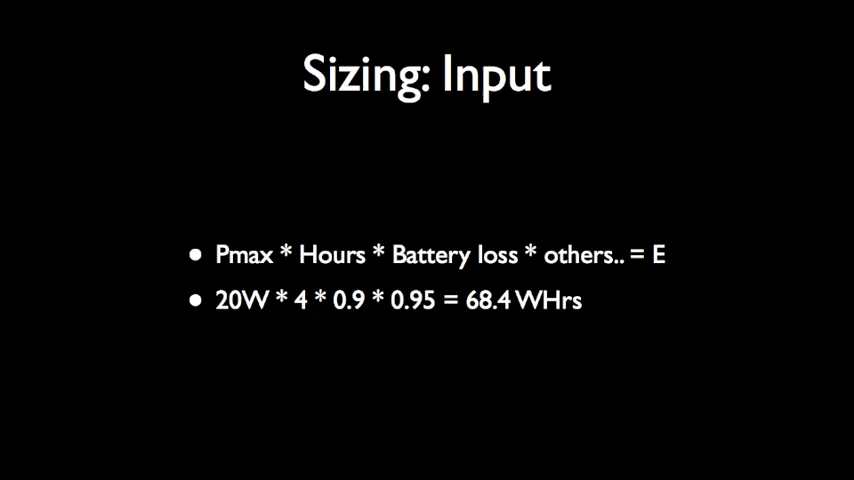 Sizing: Input
• Pmax * Hours * Battery loss * others.. = E
• 20W * 4 * 0.9 * 0.95 = 68.4 WHrs